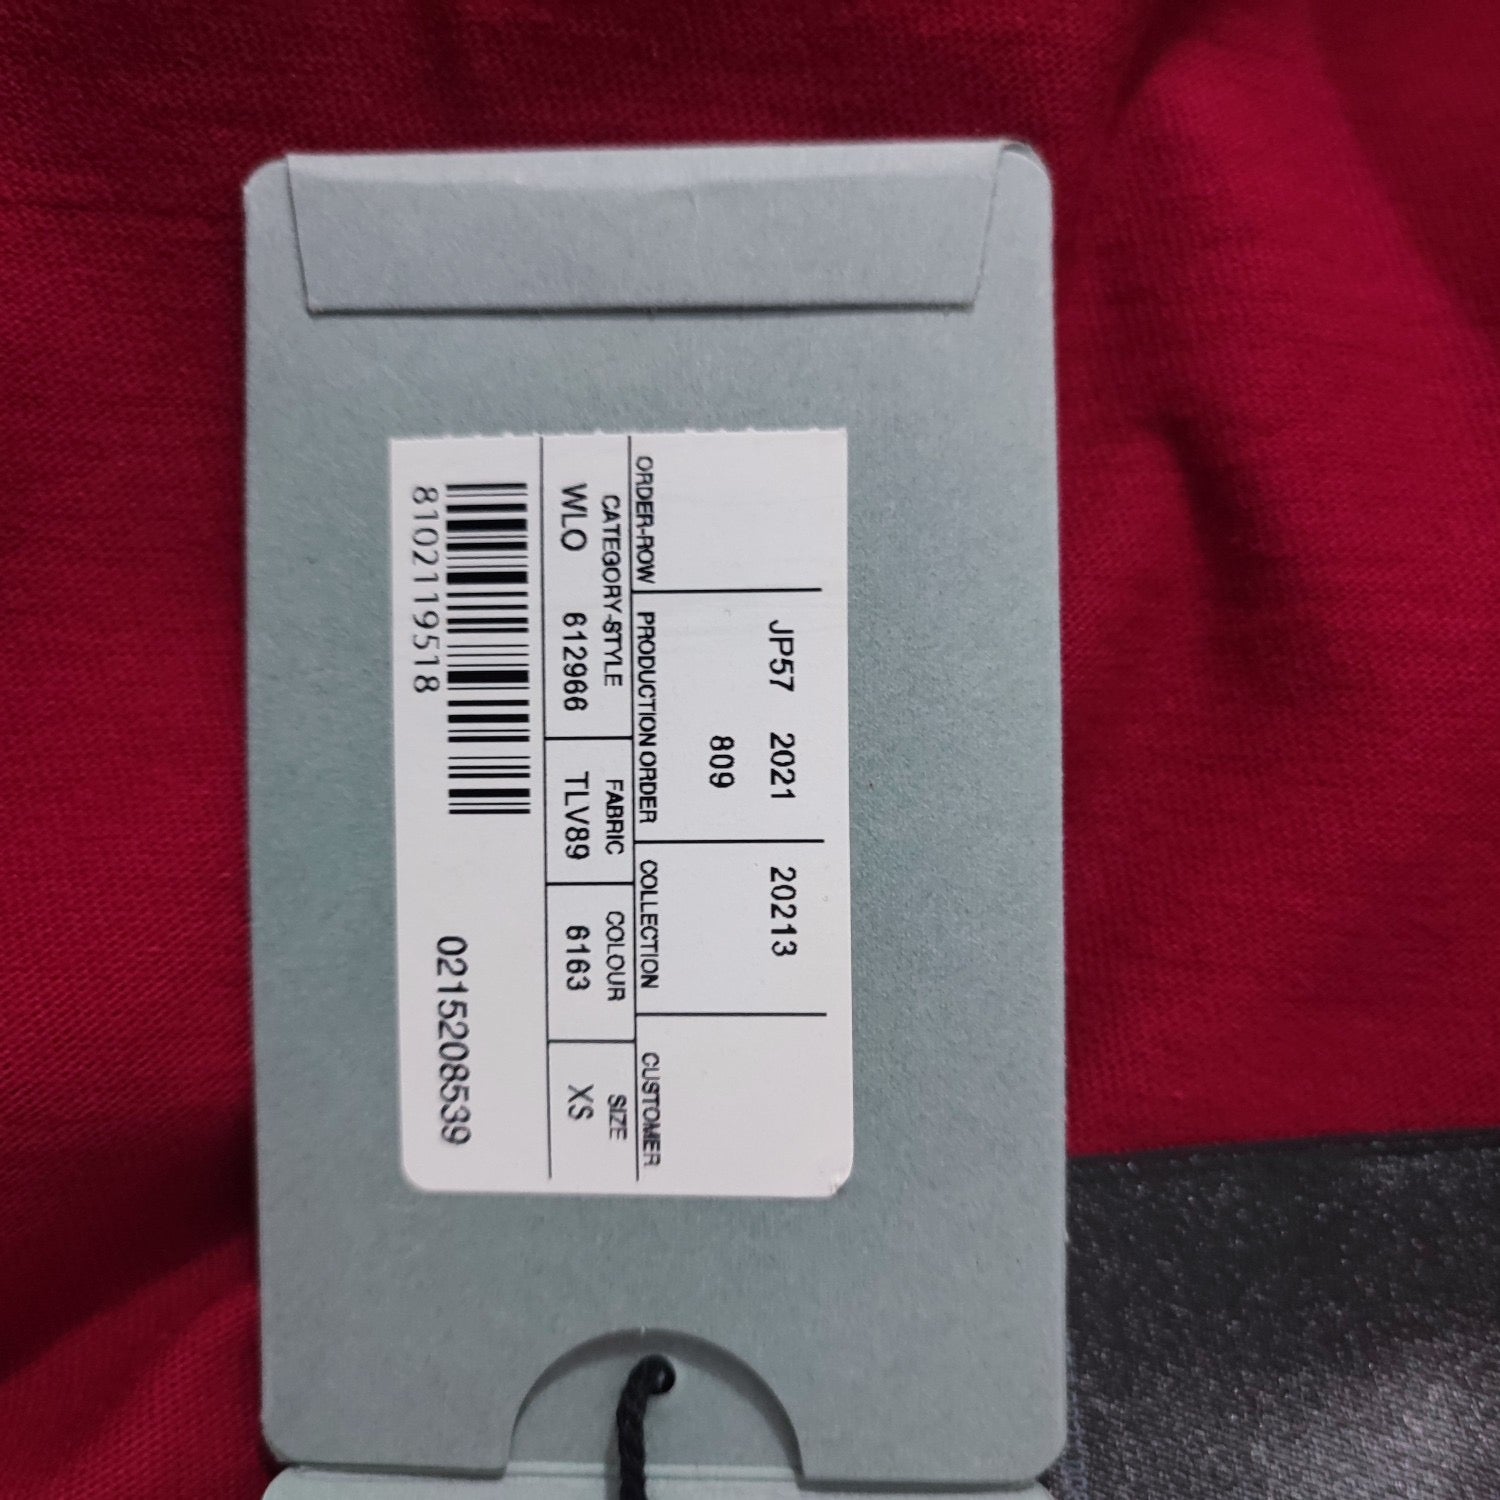 JP57 2021 20213
809
ORDER-ROW PRODUCTION ORDER COLLECTION CUSTOMER
CATEGORY-STYLE FABRIC COLOUR SIZE
WLO 612966 TLV89 6163 XS
8102119518 0215208539